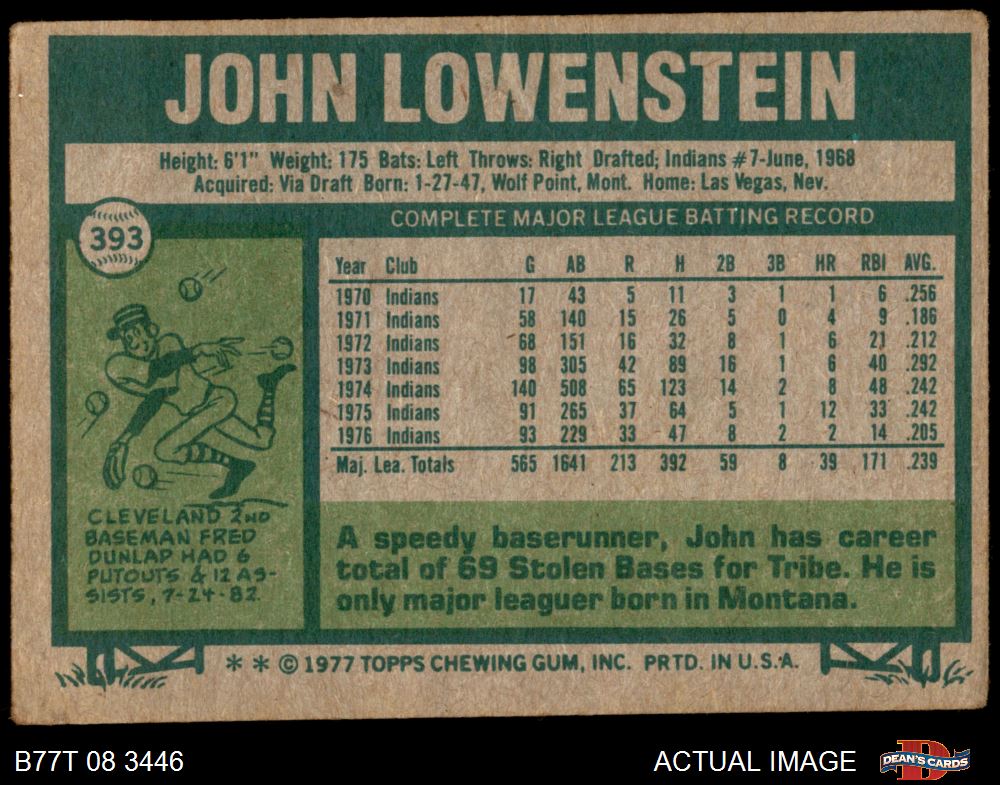 JOHN LOWENSTEIN
Height: 6'1" Weight: 175 Bats: Left Throws: Right Drafted; Indians #7-June, 1968
Acquired: Via Draft Born: 1-27-47, Wolf Point, Mont. Home: Las Vegas, Nev.
393
COMPLETE MAJOR LEAGUE BATTING RECORD
Year Club G AB R H 2B 3B HR RBI AVG.
1970 Indians 17 43 5 11 3 1 1 6 .256
1971 Indians 58 140 15 26 5 0 4 9 .186
1972 Indians 68 151 16 32 8 1 6 21 .212
1973 Indians 98 305 42 89 16 1 6 40 .292
1974 Indians 140 508 65 123 14 2 8 48 .242
1975 Indians 91 265 37 64 5 1 12 33 .242
1976 Indians 93 229 33 47 8 2 2 14 .205
Maj. Lea. Totals 565 1641 213 392 59 8 39 171 .239
CLEVELAND 2ND
BASEMAN FRED
DUNLAP HAD 6
PUTOUTS & 12 AS-
SISTS, 7-24-82.
A speedy baserunner, John has career
total of 69 Stolen Bases for Tribe. He is
only major leaguer born in Montana.
** © 1977 TOPPS CHEWING GUM, INC. PRTD. IN U.S.A.
B77T 08 3446
ACTUAL IMAGE
D
DEAN'S CARDS